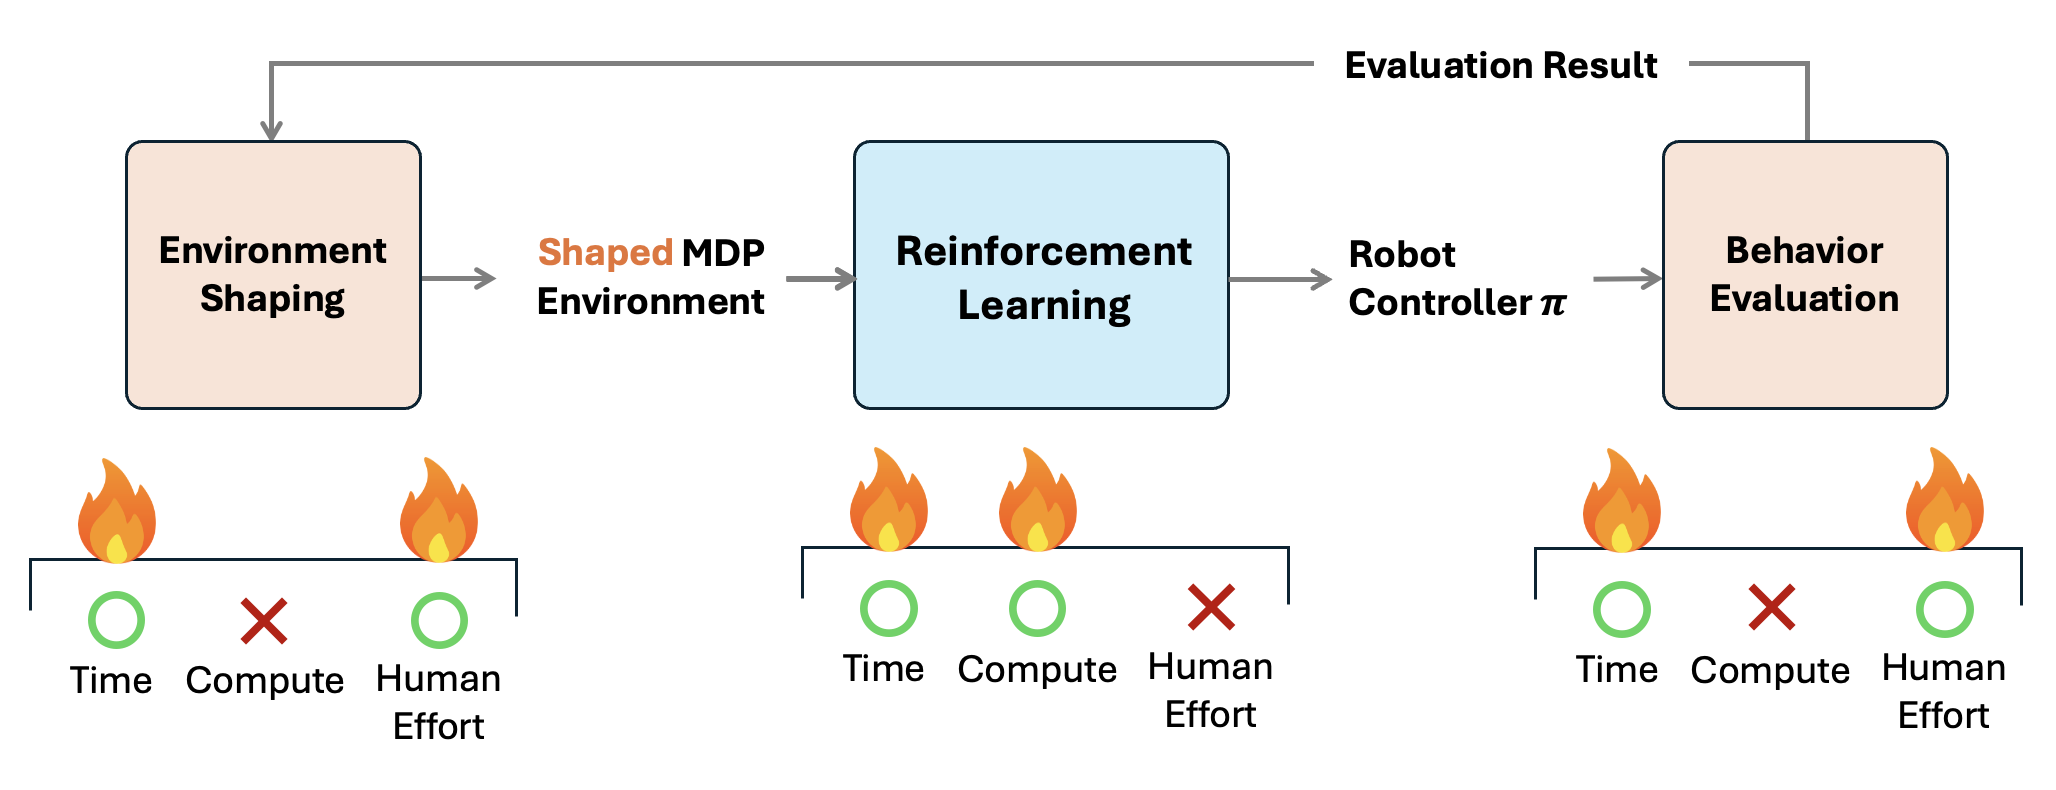 Evaluation Result
Environment
Shaping
Shaped MDP
Environment
Reinforcement
Learning
Robot
Controller π
Behavior
Evaluation
Time
Compute
Human
Effort
Time
Compute
Human
Effort
Time
Compute
Human
Effort